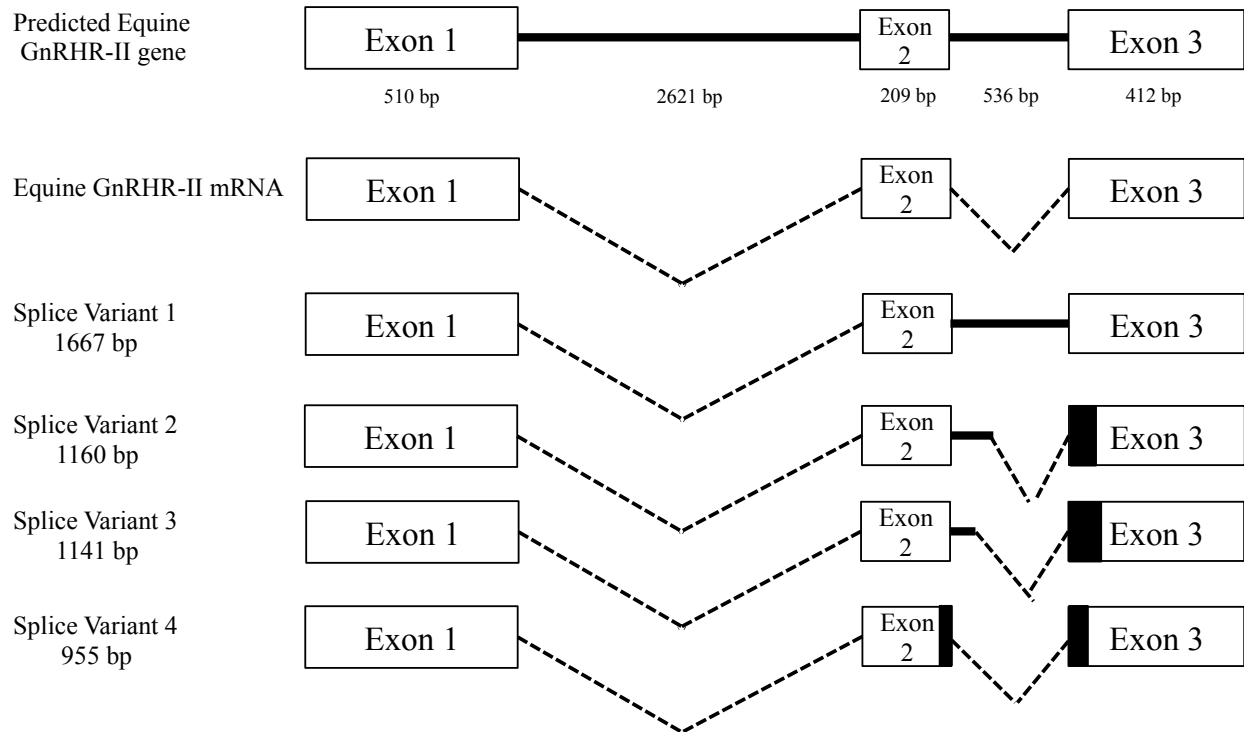 Predicted Equine
GnRHR-II gene
Exon 1
Exon
2
Exon 3
510 bp
2621 bp
209 bp
536 bp
412 bp
Equine GnRHR-II mRNA
Exon 1
Exon
2
Exon 3
Splice Variant 1
1667 bp
Exon 1
Exon
2
Exon 3
Splice Variant 2
1160 bp
Exon 1
Exon
2
Exon 3
Splice Variant 3
1141 bp
Exon 1
Exon
2
Exon 3
Splice Variant 4
955 bp
Exon 1
Exon
2
Exon 3